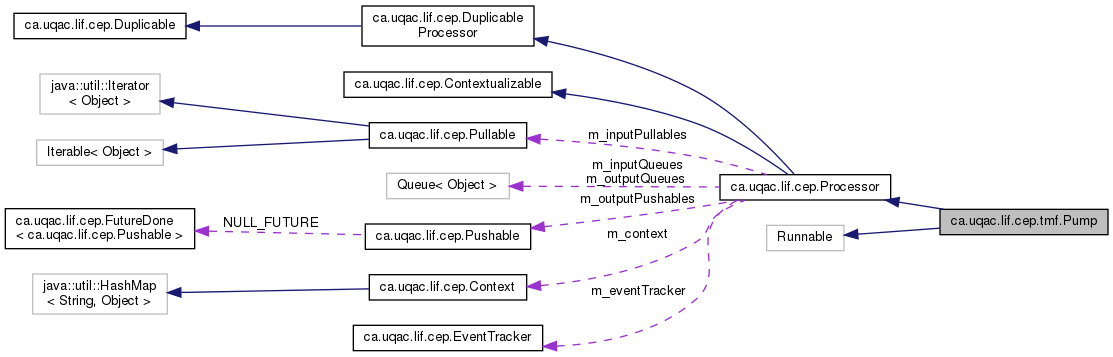 ca.uqac.lif.cep.Duplicable
ca.uqac.lif.cep.Duplicable
Processor
java::util::Iterator
< Object >
ca.uqac.lif.cep.Contextualizable
Iterable< Object >
ca.uqac.lif.cep.Pullable
m_inputPullables
m_inputQueues
m_outputQueues
Queue< Object >
ca.uqac.lif.cep.Processor
m_outputPushables
ca.uqac.lif.cep.FutureDone
< ca.uqac.lif.cep.Pushable >
NULL_FUTURE
ca.uqac.lif.cep.Pushable
m_context
Runnable
ca.uqac.lif.cep.tmf.Pump
java::util::HashMap
< String, Object >
ca.uqac.lif.cep.Context
m_eventTracker
ca.uqac.lif.cep.EventTracker